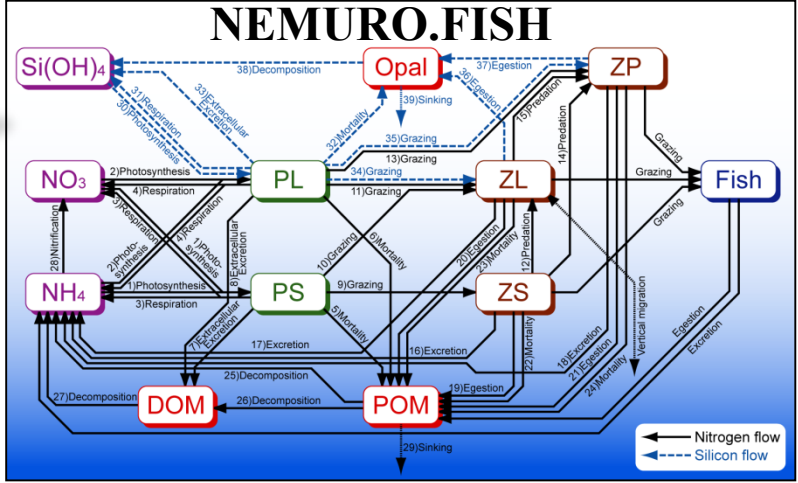 NEMURO.FISH
Si(OH)4
Opal
ZP
38)Decomposition
37)Egestion
36)Egestion
39)Sinking
33)Extracellular
Excretion
31)Respiration
30)Photosynthesis
32)Mortality
35)Grazing
13)Grazing
15)Predation
14)Predation
Grazing
NO3
PL
ZL
Fish
2)Photosynthesis
4)Respiration
34)Grazing
11)Grazing
Grazing
Grazing
3)Respiration
4)Respiration
1)Photo-
synthesis
2)Photo-
synthesis
28)Nitrification
8)Extracellular
Excretion
6)Mortality
10)Grazing
20)Egestion
23)Mortality
12)Predation
NH4
PS
ZS
1)Photosynthesis
3)Respiration
9)Grazing
5)Mortality
7)Extracellular
Excretion
22)Mortality
Vertical migration
17)Excretion
16)Excretion
18)Excretion
21)Egestion
24)Mortality
Egestion
Excretion
25)Decomposition
19)Egestion
27)Decomposition
DOM
26)Decomposition
POM
29)Sinking
Nitrogen flow
Silicon flow